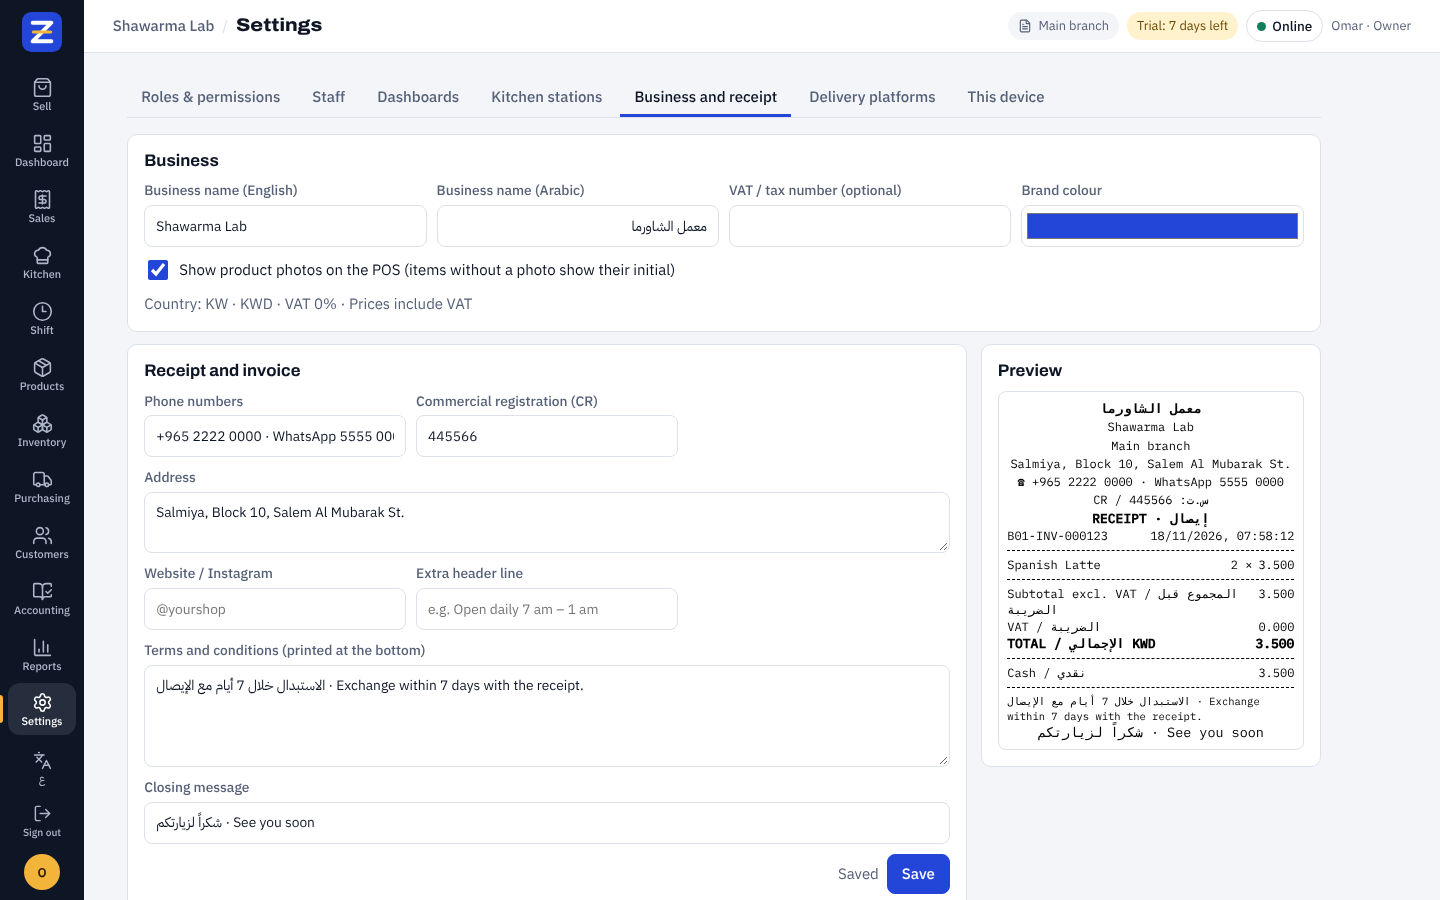 Shawarma Lab / Settings
Main branch
Trial: 7 days left
Online
Omar · Owner
Sell
Dashboard
Sales
Kitchen
Shift
Products
Inventory
Purchasing
Customers
Accounting
Reports
Settings
ع
Sign out
O
Roles & permissions
Staff
Dashboards
Kitchen stations
Business and receipt
Delivery platforms
This device
Business
Business name (English)
Shawarma Lab
Business name (Arabic)
معمل الشاورما
VAT / tax number (optional)
Brand colour
Show product photos on the POS (items without a photo show their initial)
Country: KW · KWD · VAT 0% · Prices include VAT
Receipt and invoice
Phone numbers
+965 2222 0000 · WhatsApp 5555 00
Commercial registration (CR)
445566
Address
Salmiya, Block 10, Salem Al Mubarak St.
Website / Instagram
@yourshop
Extra header line
e.g. Open daily 7 am – 1 am
Terms and conditions (printed at the bottom)
الاستبدال خلال 7 أيام مع الإيصال · Exchange within 7 days with the receipt.
Closing message
شكراً لزيارتكم · See you soon
Saved
Save
Preview
معمل الشاورما
Shawarma Lab
Main branch
Salmiya, Block 10, Salem Al Mubarak St.
☎ +965 2222 0000 · WhatsApp 5555 0000
CR / س.ت: 445566
RECEIPT · إيصال
B01-INV-000123 18/11/2026, 07:58:12
Spanish Latte 2 × 3.500
Subtotal excl. VAT / المجموع قبل الضريبة 3.500
VAT / الضريبة 0.000
TOTAL / الإجمالي KWD 3.500
Cash / نقدي 3.500
الاستبدال خلال 7 أيام مع الإيصال · Exchange
within 7 days with the receipt.
شكراً لزيارتكم · See you soon